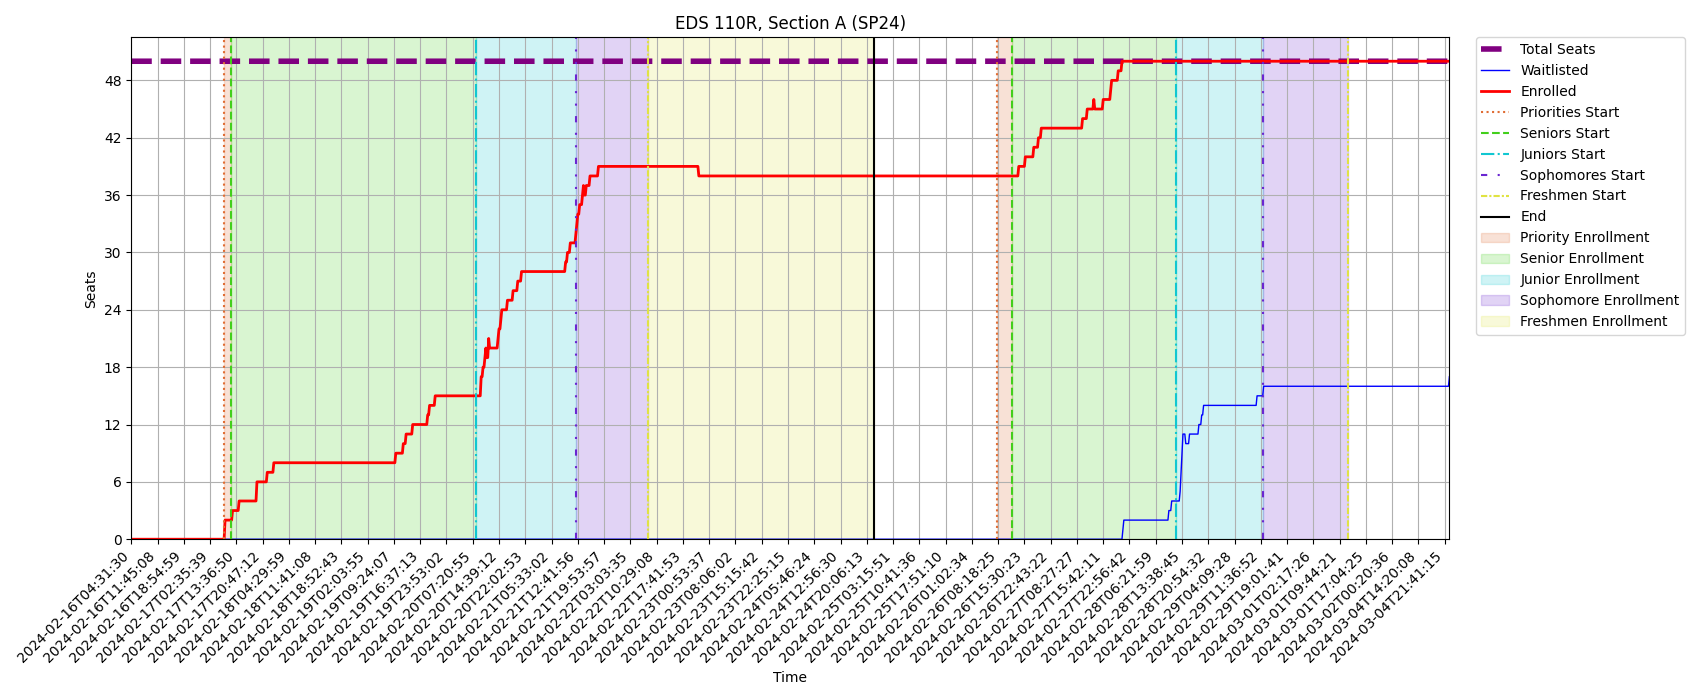 EDS 110R, Section A (SP24)
Seats
48
42
36
30
24
18
12
6
0
2024-02-16T04:31:30
2024-02-16T11:45:08
2024-02-16T18:54:59
2024-02-17T02:35:39
2024-02-17T13:36:50
2024-02-17T20:47:12
2024-02-18T04:29:59
2024-02-18T11:41:08
2024-02-18T18:52:43
2024-02-19T02:03:55
2024-02-19T09:24:07
2024-02-19T16:37:13
2024-02-19T23:53:02
2024-02-20T07:20:55
2024-02-20T14:39:12
2024-02-20T22:02:53
2024-02-21T05:33:02
2024-02-21T12:41:56
2024-02-21T19:53:57
2024-02-22T03:03:35
2024-02-22T10:29:08
2024-02-22T17:41:53
2024-02-23T00:53:37
2024-02-23T08:06:02
2024-02-23T15:15:42
2024-02-23T22:25:15
2024-02-24T05:46:24
2024-02-24T12:56:30
2024-02-24T20:06:13
2024-02-25T03:15:51
2024-02-25T10:41:36
2024-02-25T17:51:10
2024-02-26T01:02:34
2024-02-26T08:18:25
2024-02-26T15:30:23
2024-02-26T22:43:22
2024-02-27T08:27:27
2024-02-27T15:42:11
2024-02-27T22:56:42
2024-02-28T06:21:59
2024-02-28T13:38:45
2024-02-28T20:54:32
2024-02-29T04:09:28
2024-02-29T11:36:52
2024-02-29T19:01:41
2024-03-01T02:17:26
2024-03-01T09:44:21
2024-03-01T17:04:25
2024-03-02T00:20:36
2024-03-04T14:20:08
2024-03-04T21:41:15
Time
Total Seats
Waitlisted
Enrolled
Priorities Start
Seniors Start
Juniors Start
Sophomores Start
Freshmen Start
End
Priority Enrollment
Senior Enrollment
Junior Enrollment
Sophomore Enrollment
Freshmen Enrollment